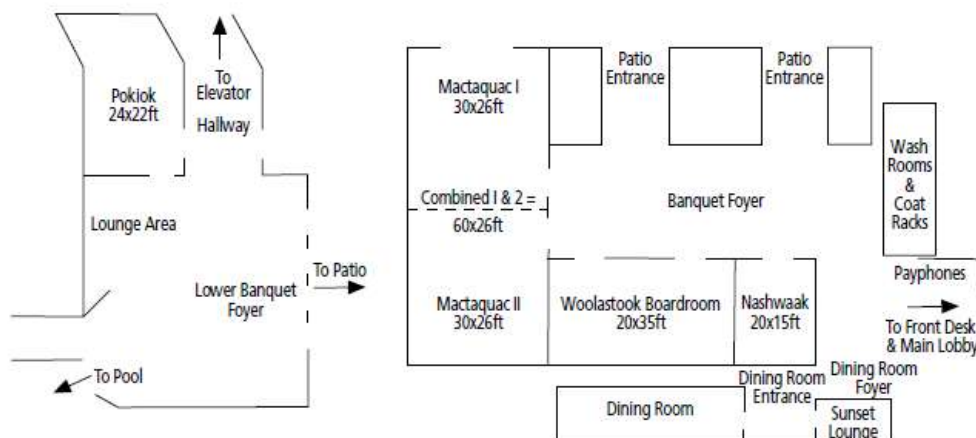 To
Elevator
Hallway
Pokiok
24x22ft
Lounge Area
To Patio
Lower Banquet
Foyer
To Pool
Mactaquac I
30x26ft
Patio
Entrance
Patio
Entrance
Wash
Rooms
&
Coat
Racks
Combined I & 2 =
60x26ft
Banquet Foyer
Payphones
Mactaquac II
30x26ft
Woolastook Boardroom
20x35ft
Nashwaak
20x15ft
To Front Desk
& Main Lobby
Dining Room
Entrance
Dining Room
Foyer
Dining Room
Sunset
Lounge